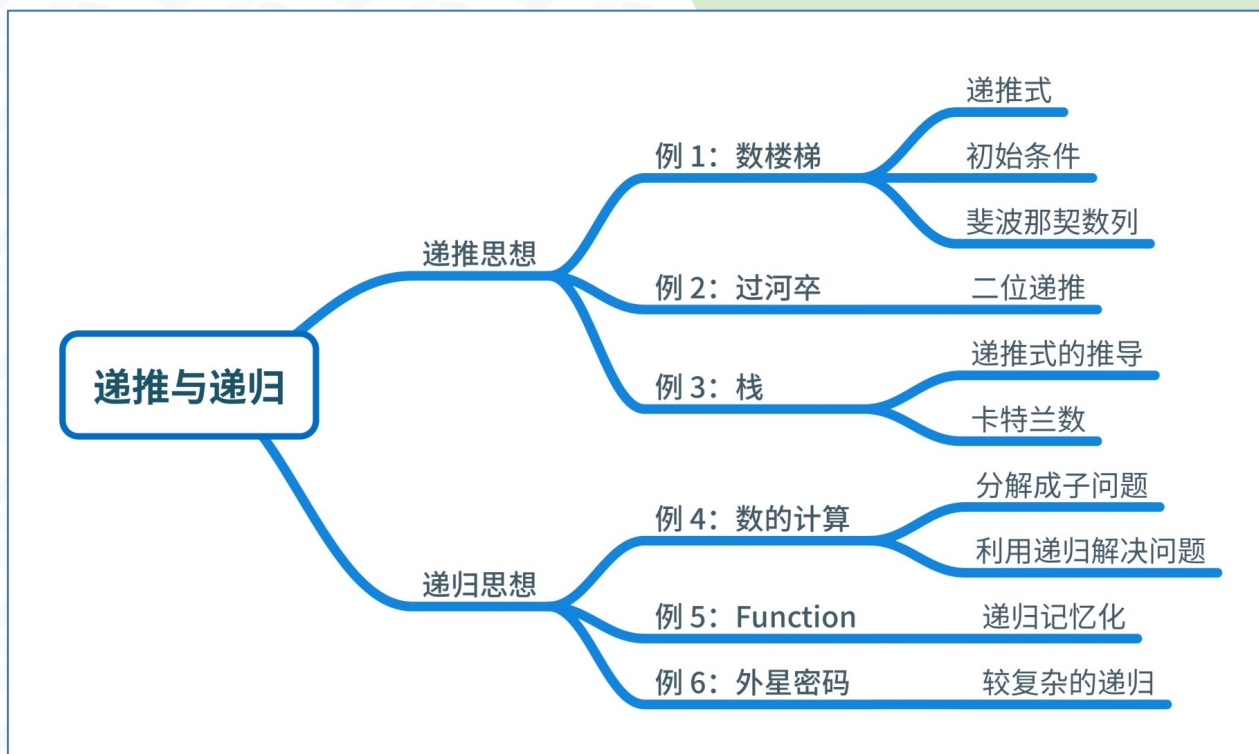 递推与递归
递推思想
例 1：数楼梯
递推式
初始条件
斐波那契数列
例 2：过河卒
二位递推
例 3：栈
递推式的推导
卡特兰数
递归思想
例 4：数的计算
分解成子问题
利用递归解决问题
例 5：Function
递归记忆化
例 6：外星密码
较复杂的递归